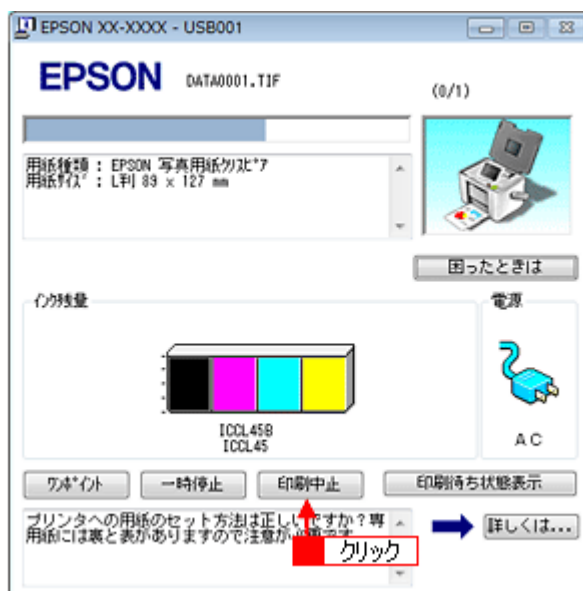 EPSON XX-XXXX - USB001
EPSON DATA0001.TIF
(0/1)
用紙種類 : EPSON 写真用紙クリスピア
用紙サイズ : L判 89 x 127 mm
困ったときは
インク残量
電源
ICCL45B
ICCL45
AC
ワンポイント 一時停止 印刷中止 印刷待ち状態表示
プリンタへの用紙のセット方法は正しいですか？専
用紙には裏と表がありますので注意が必要です
詳しくは...
クリック